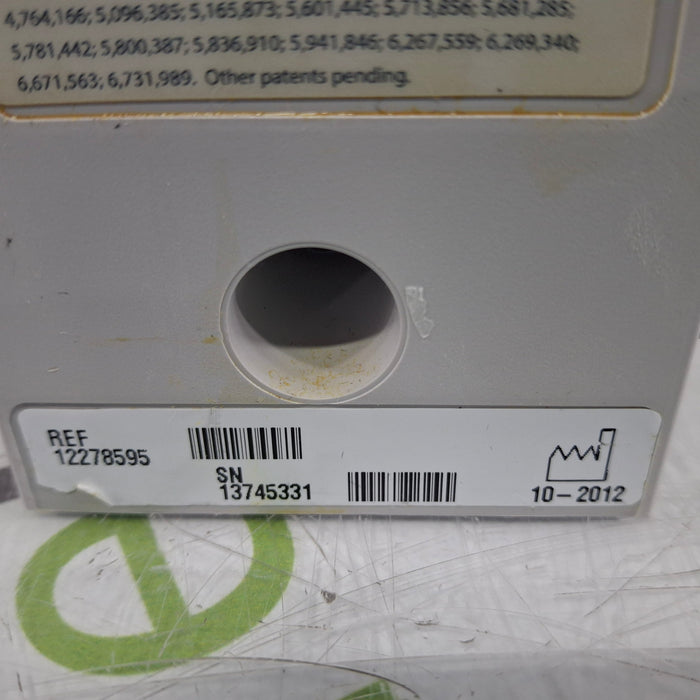 4,764,166; 5,096,385; 5,165,873; 5,601,445; 5,713,856; 5,681,285;
5,781,442; 5,800,387; 5,836,910; 5,941,846; 6,267,559; 6,269,340;
6,671,563; 6,731,989. Other patents pending.
REF
12278595
SN
13745331
10-2012
e